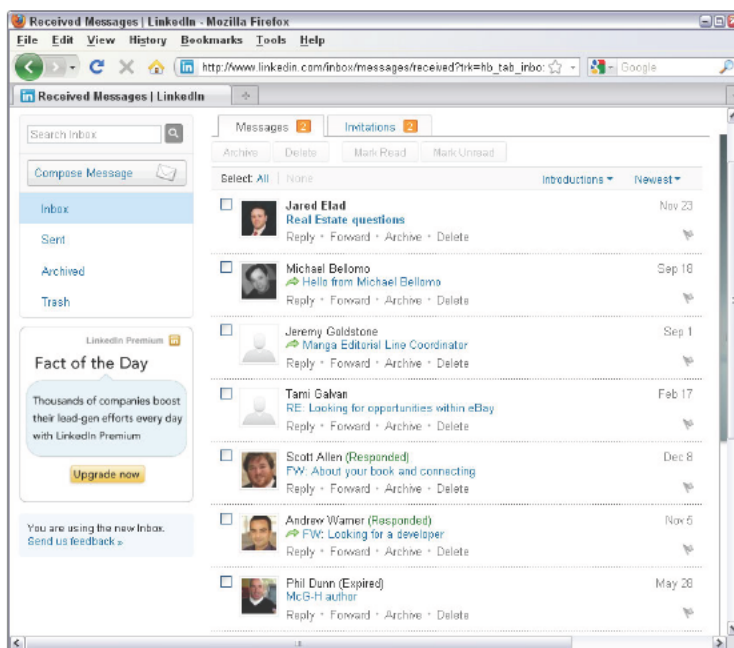 Received Messages | LinkedIn - Mozilla Firefox
File Edit View History Bookmarks Tools Help
http://www.linkedin.com/inbox/messages/received?trk=hb_tab_inbo:
Google
Received Messages | LinkedIn
Search Inbox
Compose Message
Inbox
Sent
Archived
Trash
LinkedIn Premium
Fact of the Day
Thousands of companies boost
their lead-gen efforts every day
with LinkedIn Premium
Upgrade now
You are using the new Inbox.
Send us feedback »
Messages 2 Invitations 2
Archive Delete Mark Read Mark Unread
Select: All | None Introductions Newest
Jared Elad Nov 23
Real Estate questions
Reply • Forward • Archive • Delete
Michael Bellomo Sep 18
Hello from Michael Bellomo
Reply • Forward • Archive • Delete
Jeremy Goldstone Sep 1
Manga Editorial Line Coordinator
Reply • Forward • Archive • Delete
Tami Galvan Feb 17
RE: Looking for opportunities within eBay
Reply • Forward • Archive • Delete
Scott Allen (Responded) Dec 8
FW: About your book and connecting
Reply • Forward • Archive • Delete
Andrew Warner (Responded) Nov 5
FW: Looking for a developer
Reply • Forward • Archive • Delete
Phil Dunn (Expired) May 28
McG-H author
Reply • Forward • Archive • Delete